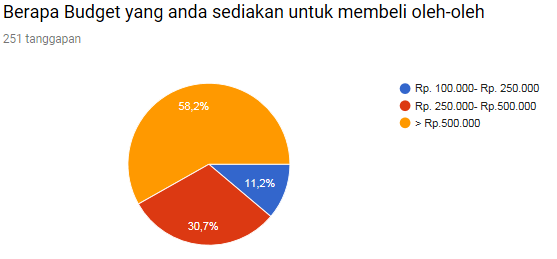 Berapa Budget yang anda sediakan untuk membeli oleh-oleh
251 tanggapan
58,2%
11,2%
30,7%
Rp. 100.000- Rp. 250.000
Rp. 250.000- Rp.500.000
> Rp.500.000